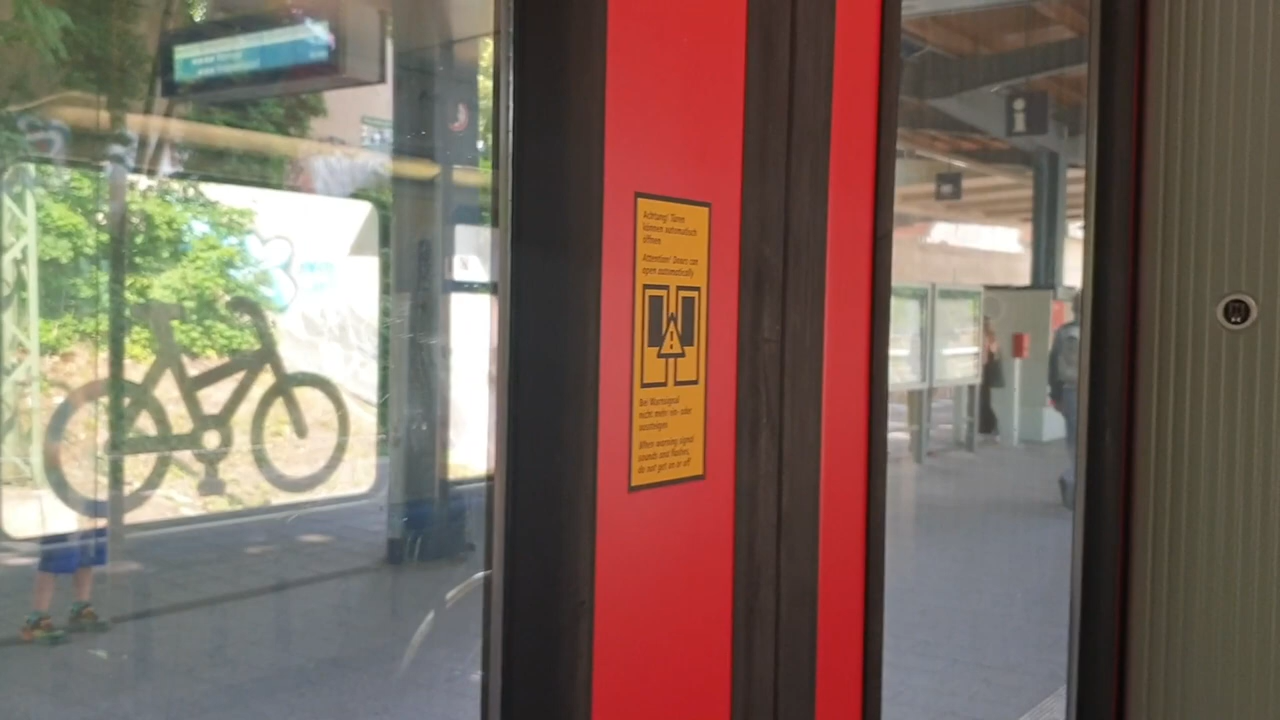 Achtung! Türen
können automatisch
öffnen
Attention! Doors can
open automatically
!
Bei Warnsignal
nicht mehr ein- oder
aussteigen
When warning signal
sounds and flashes,
do not get on or off
i